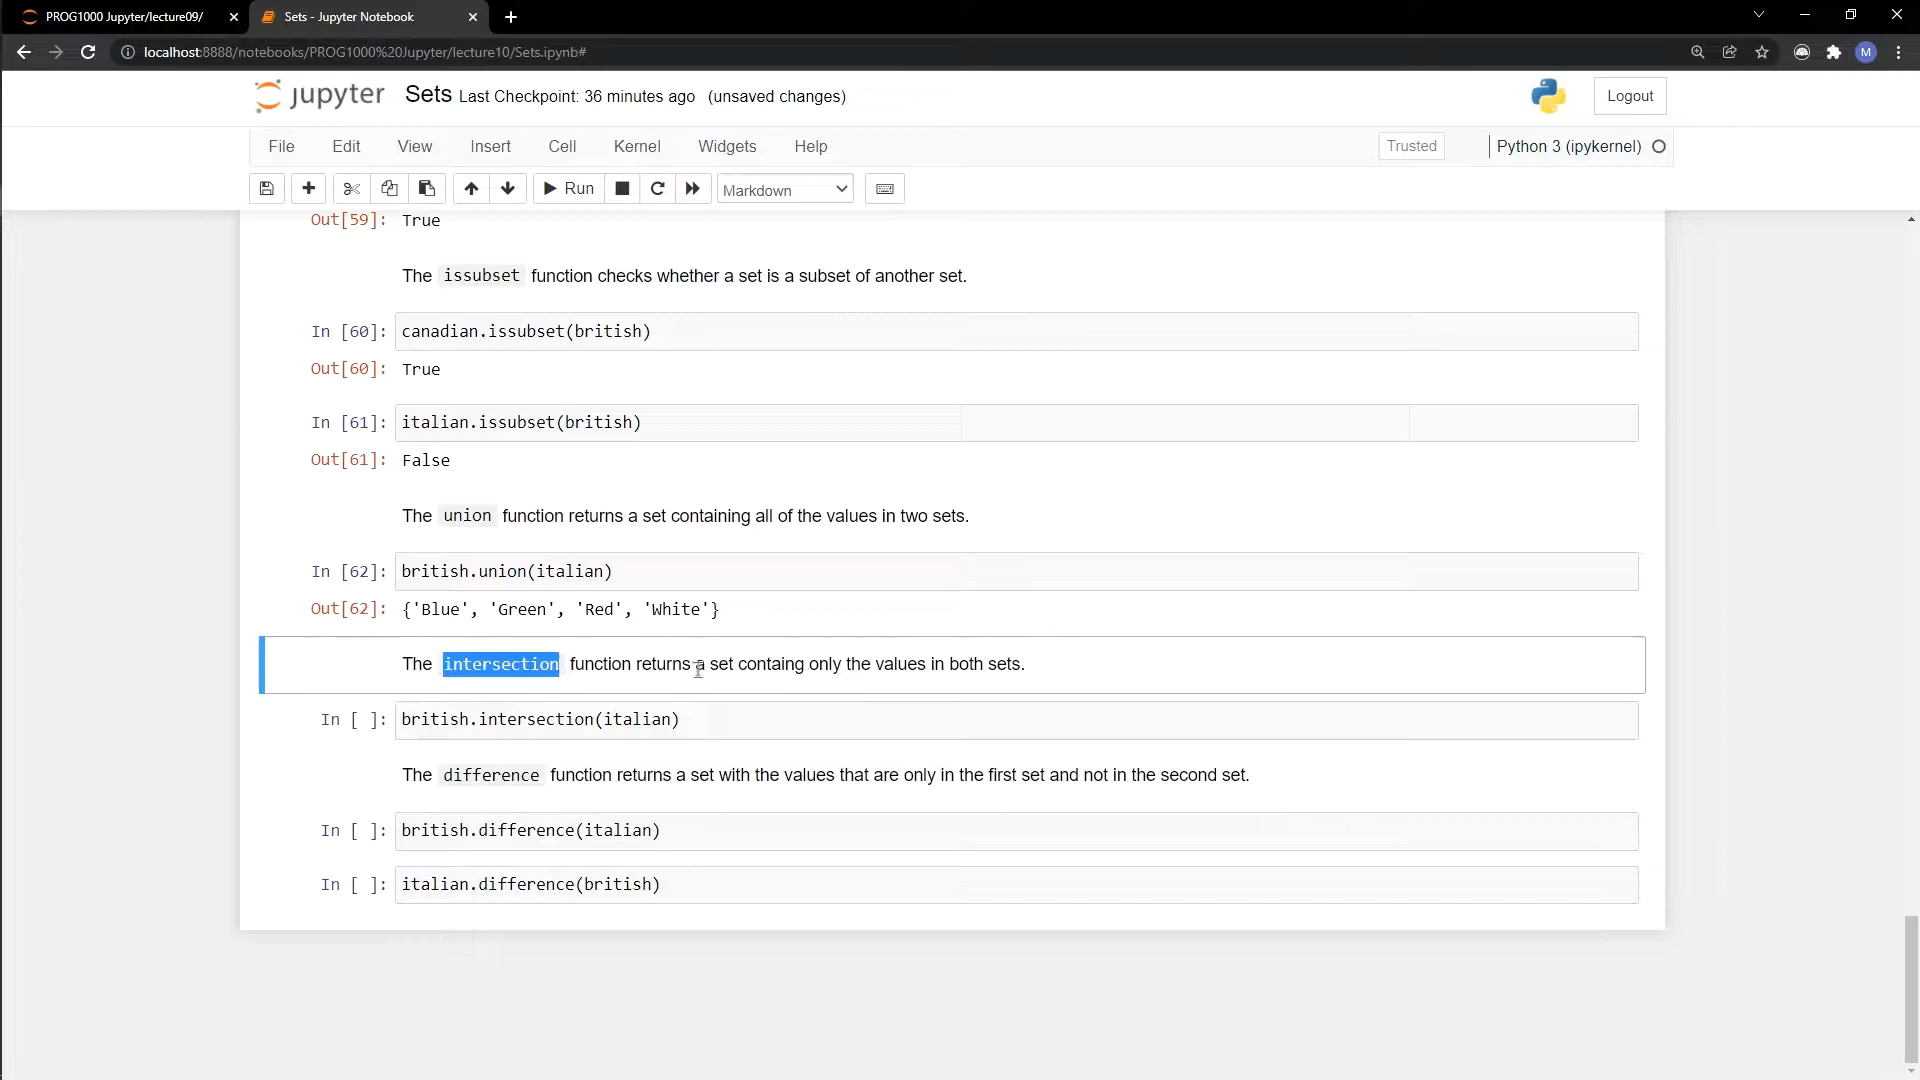 PROG1000 Jupyter/lecture09/
Sets - Jupyter Notebook
localhost:8888/notebooks/PROG1000%20Jupyter/lecture10/Sets.ipynb#
M
jupyter Sets Last Checkpoint: 36 minutes ago (unsaved changes)
Logout
File Edit View Insert Cell Kernel Widgets Help
Trusted
Python 3 (ipykernel)
Run
Markdown
Out[59]: True
The issubset function checks whether a set is a subset of another set.
In [60]: canadian.issubset(british)
Out[60]: True
In [61]: italian.issubset(british)
Out[61]: False
The union function returns a set containing all of the values in two sets.
In [62]: british.union(italian)
Out[62]: {'Blue', 'Green', 'Red', 'White'}
The intersection function returns a set containg only the values in both sets.
In [ ]: british.intersection(italian)
The difference function returns a set with the values that are only in the first set and not in the second set.
In [ ]: british.difference(italian)
In [ ]: italian.difference(british)